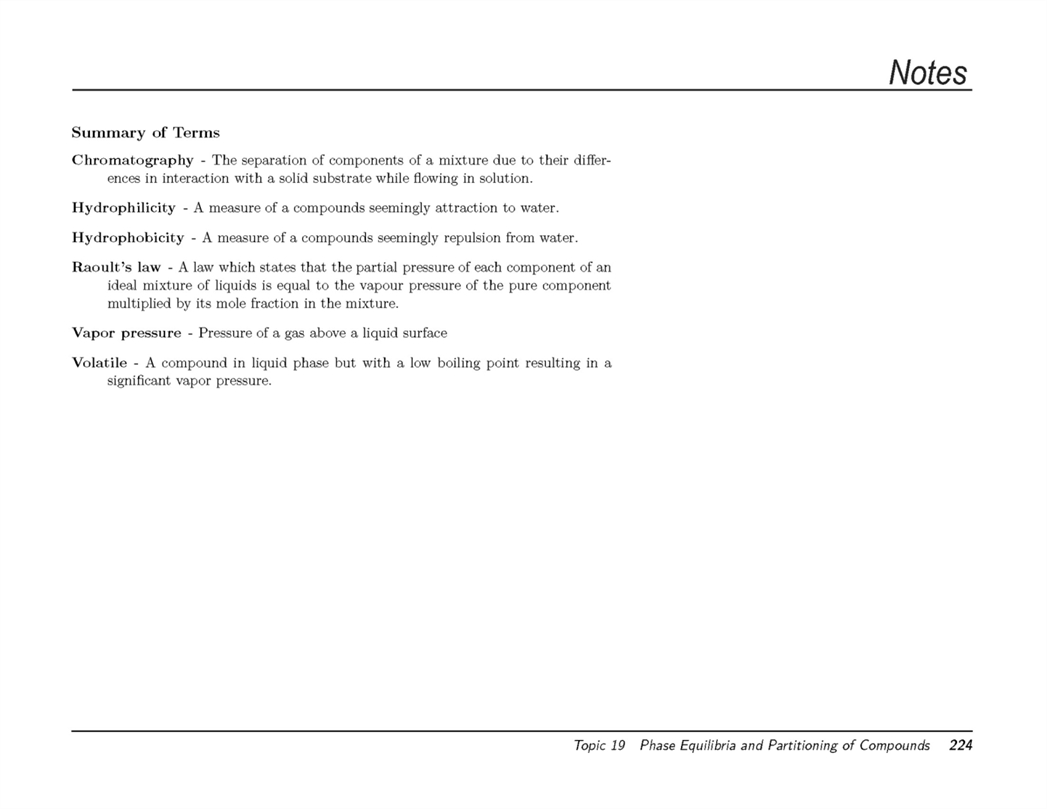 Notes
Summary of Terms
Chromatography - The separation of components of a mixture due to their differ-
ences in interaction with a solid substrate while flowing in solution.
Hydrophilicity - A measure of a compounds seemingly attraction to water.
Hydrophobicity - A measure of a compounds seemingly repulsion from water.
Raoult's law - A law which states that the partial pressure of each component of an
ideal mixture of liquids is equal to the vapour pressure of the pure component
multiplied by its mole fraction in the mixture.
Vapor pressure - Pressure of a gas above a liquid surface
Volatile - A compound in liquid phase but with a low boiling point resulting in a
significant vapor pressure.
Topic 19 Phase Equilibria and Partitioning of Compounds 224